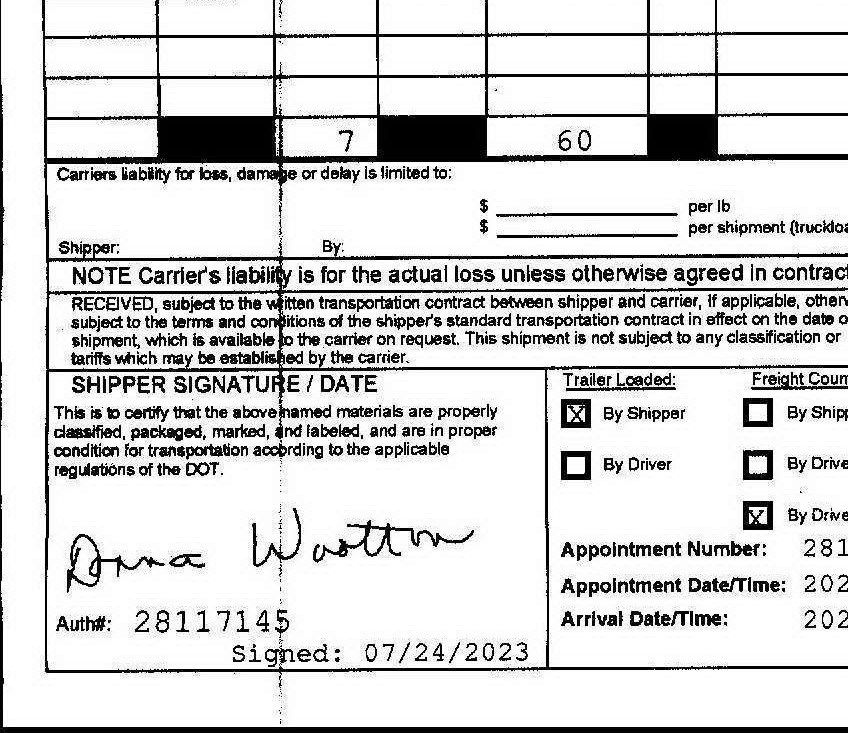 7 60
Carriers liability for loss, damage or delay is limited to:
$ per lb
$ per shipment (trucklo
Shipper: By:
NOTE Carrier's liability is for the actual loss unless otherwise agreed in contrac
RECEIVED, subject to the written transportation contract between shipper and carrier, if applicable, other
subject to the terms and conditions of the shipper's standard transportation contract in effect on the date o
shipment, which is available to the carrier on request. This shipment is not subject to any classification or
tariffs which may be established by the carrier.
SHIPPER SIGNATURE / DATE
This is to certify that the above named materials are properly
classified, packaged, marked, and labeled, and are in proper
condition for transportation according to the applicable
regulations of the DOT.
Donna Wootton
Auth#: 28117145
Signed: 07/24/2023
Trailer Loaded: Freight Coun
X By Shipper By Ship
By Driver By Drive
X By Drive
Appointment Number: 281
Appointment Date/Time: 202
Arrival Date/Time: 202